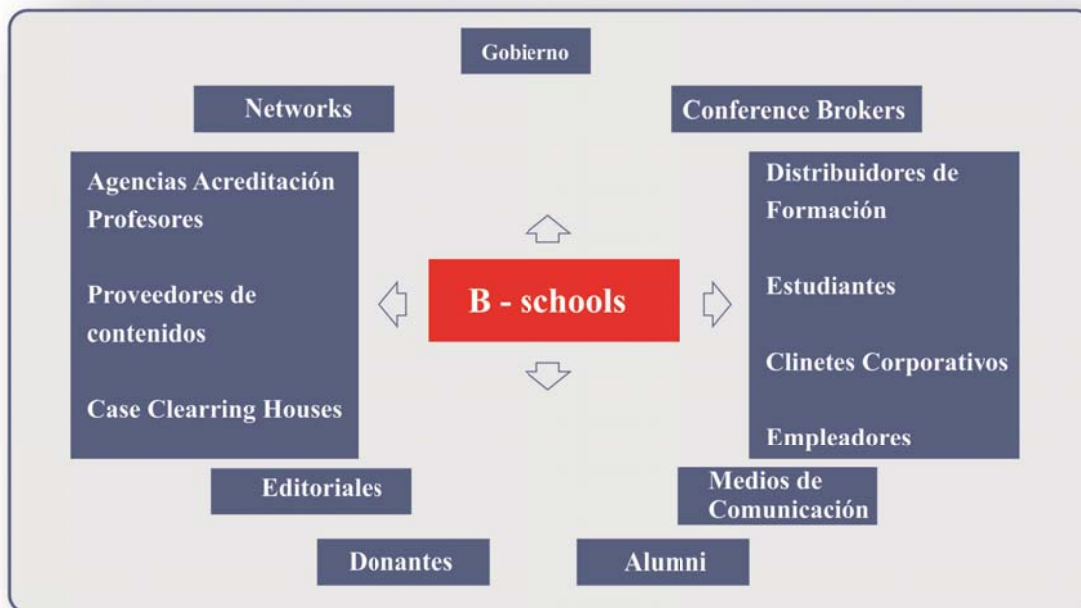 Gobierno
Networks
Conference Brokers
Agencias Acreditación
Profesores
Proveedores de
contenidos
Case Clearring Houses
B - schools
Distribuidores de
Formación
Estudiantes
Clinetes Corporativos
Empleadores
Editoriales
Medios de
Comunicación
Donantes
Alumni